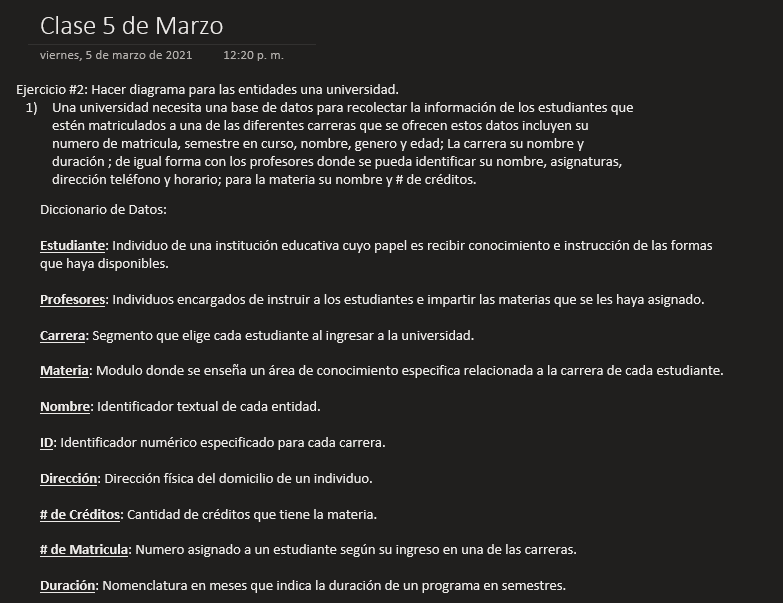 Clase 5 de Marzo
viernes, 5 de marzo de 2021 12:20 p. m.
Ejercicio #2: Hacer diagrama para las entidades una universidad.
1) Una universidad necesita una base de datos para recolectar la información de los estudiantes que
estén matriculados a una de las diferentes carreras que se ofrecen estos datos incluyen su
numero de matricula, semestre en curso, nombre, genero y edad; La carrera su nombre y
duración ; de igual forma con los profesores donde se pueda identificar su nombre, asignaturas,
dirección teléfono y horario; para la materia su nombre y # de créditos.
Diccionario de Datos:
Estudiante: Individuo de una institución educativa cuyo papel es recibir conocimiento e instrucción de las formas
que haya disponibles.
Profesores: Individuos encargados de instruir a los estudiantes e impartir las materias que se les haya asignado.
Carrera: Segmento que elige cada estudiante al ingresar a la universidad.
Materia: Modulo donde se enseña un área de conocimiento especifica relacionada a la carrera de cada estudiante.
Nombre: Identificador textual de cada entidad.
ID: Identificador numérico especificado para cada carrera.
Dirección: Dirección física del domicilio de un individuo.
# de Créditos: Cantidad de créditos que tiene la materia.
# de Matricula: Numero asignado a un estudiante según su ingreso en una de las carreras.
Duración: Nomenclatura en meses que indica la duración de un programa en semestres.